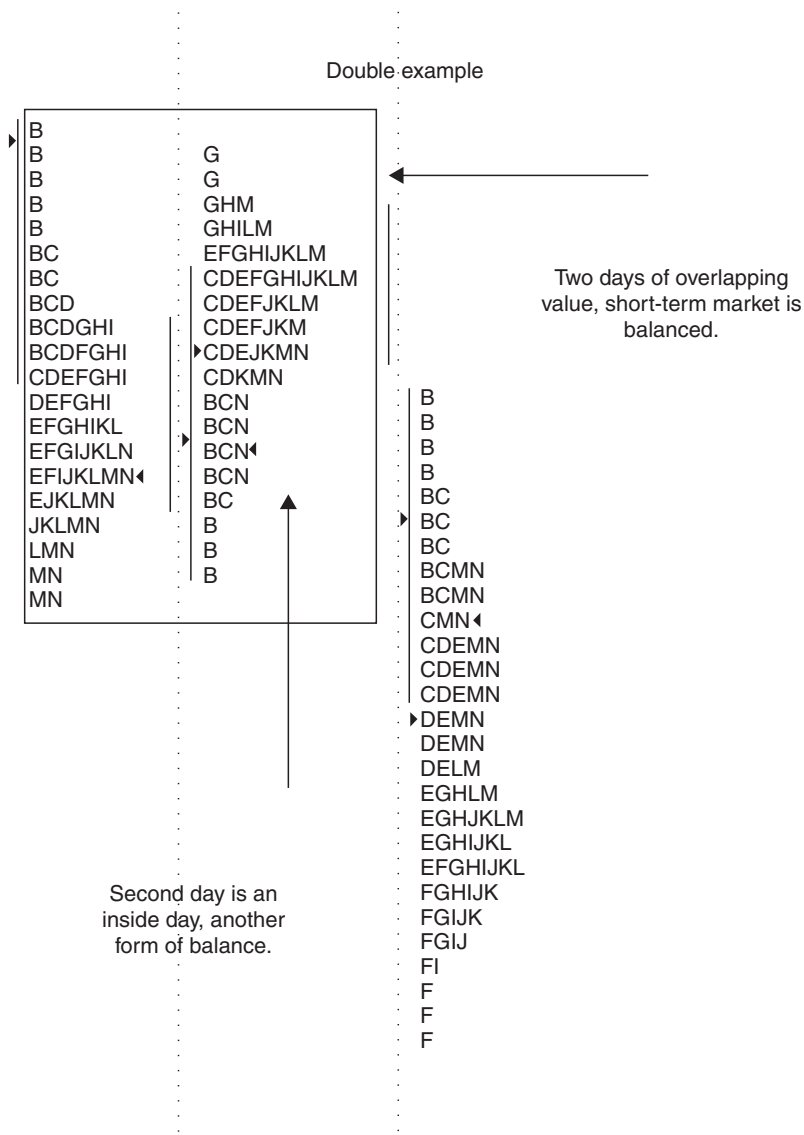 Double example
B
B
B
B
B
BC
BC
BCD
BCDGHI
BCDFGHI
CDEFGHI
DEFGHI
EFGHIKL
EFGIJKLN
EFIJKLMN
EJKLMN
JKLMN
LMN
MN
MN
G
G
GHM
GHILM
EFGHIJKLM
CDEFGHIJKLM
CDEFJKLM
CDEFJKM
CDEJKMN
CDKMN
BCN
BCN
BCN
BCN
BC
B
B
B
Two days of overlapping
value, short-term market is
balanced.
B
B
B
B
BC
BC
BC
BCMN
BCMN
CMN
CDEMN
CDEMN
CDEMN
DEMN
DEMN
DELM
EGHLM
EGHJKLM
EGHIJKL
EFGHIJKL
FGHIJK
FGIJK
FGIJ
FI
F
F
F
Second day is an
inside day, another
form of balance.